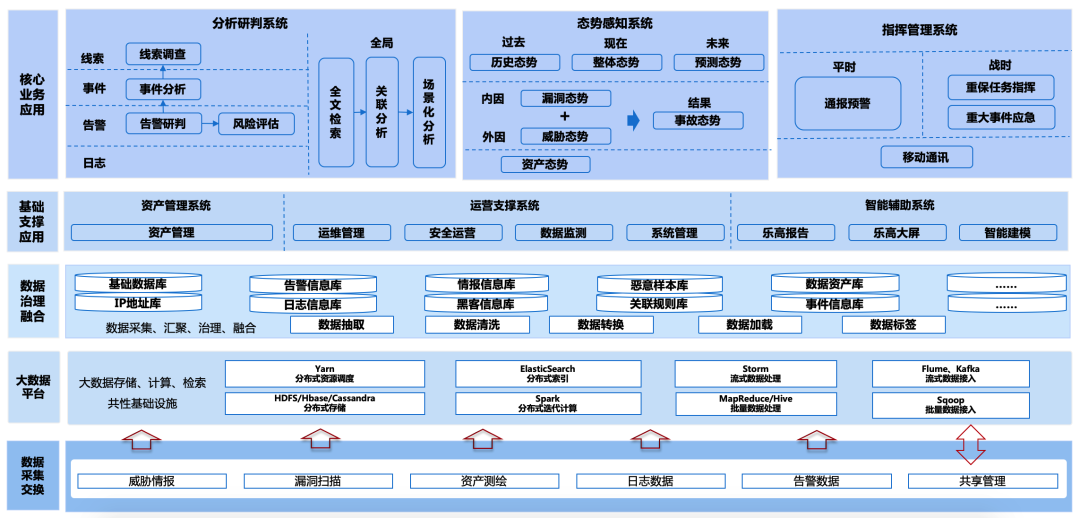 核心
业务
应用
分析研判系统
全局
线索
线索调查
事件
事件分析
告警
告警研判
风险评估
日志
全文检索
关联分析
场景化分析
态势感知系统
过去
现在
未来
历史态势
整体态势
预测态势
内因
漏洞态势
+
外因
威胁态势
结果
事故态势
资产态势
指挥管理系统
平时
战时
通报预警
重保任务指挥
重大事件应急
移动通讯
基础
支撑
应用
资产管理系统
运营支撑系统
智能辅助系统
资产管理
运维管理
安全运营
数据监测
系统管理
乐高报告
乐高大屏
智能建模
数据
治理
融合
基础数据库
告警信息库
情报信息库
恶意样本库
数据资产库
......
IP地址库
日志信息库
黑客信息库
关联规则库
事件信息库
......
数据采集、汇聚、治理、融合
数据抽取
数据清洗
数据转换
数据加载
数据标签
大数据
平台
大数据存储、计算、检索
共性基础设施
Yarn
分布式资源调度
ElasticSearch
分布式索引
Storm
流式数据处理
Flume、Kafka
流式数据接入
HDFS/Hbase/Cassandra
分布式存储
Spark
分布式迭代计算
MapReduce/Hive
批量数据处理
Sqoop
批量数据接入
数据
采集
交换
威胁情报
漏洞扫描
资产测绘
日志数据
告警数据
共享管理